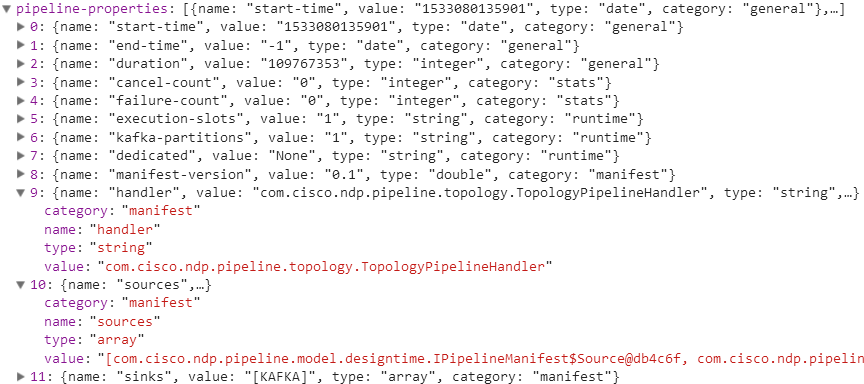 pipeline-properties: [{name: "start-time", value: "1533080135901", type: "date", category: "general"},…]
0: {name: "start-time", value: "1533080135901", type: "date", category: "general"}
1: {name: "end-time", value: "-1", type: "date", category: "general"}
2: {name: "duration", value: "109767353", type: "integer", category: "general"}
3: {name: "cancel-count", value: "0", type: "integer", category: "stats"}
4: {name: "failure-count", value: "0", type: "integer", category: "stats"}
5: {name: "execution-slots", value: "1", type: "string", category: "runtime"}
6: {name: "kafka-partitions", value: "1", type: "string", category: "runtime"}
7: {name: "dedicated", value: "None", type: "string", category: "runtime"}
8: {name: "manifest-version", value: "0.1", type: "double", category: "manifest"}
9: {name: "handler", value: "com.cisco.ndp.pipeline.topology.TopologyPipelineHandler", type: "string",…}
category: "manifest"
name: "handler"
type: "string"
value: "com.cisco.ndp.pipeline.topology.TopologyPipelineHandler"
10: {name: "sources",…}
category: "manifest"
name: "sources"
type: "array"
value: "[com.cisco.ndp.pipeline.model.designtime.IPipelineManifest$Source@db4c6f, com.cisco.ndp.pipelin
11: {name: "sinks", value: "[KAFKA]", type: "array", category: "manifest"}